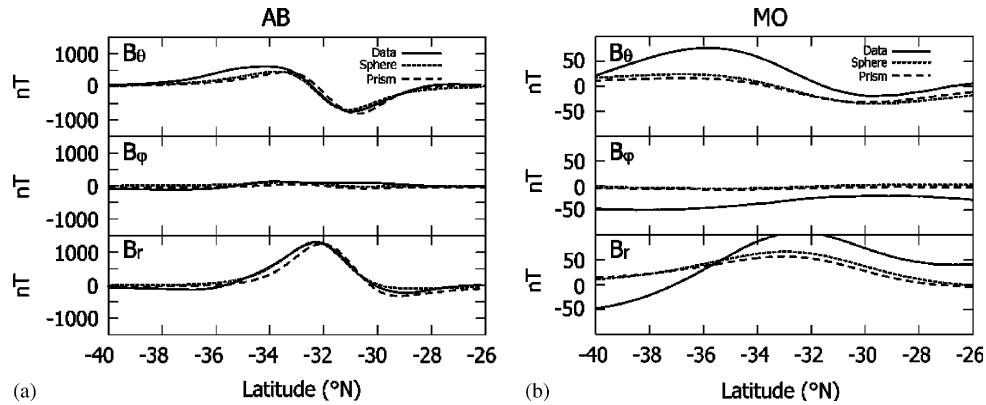 AB
Bθ
Data
Sphere
Prism
nT
1000
0
-1000
Bφ
nT
1000
0
-1000
Br
nT
1000
0
-1000
-40 -38 -36 -34 -32 -30 -28 -26
(a)
Latitude (°N)
MO
Bθ
Data
Sphere
Prism
nT
50
0
-50
Bφ
nT
50
0
-50
Br
nT
50
0
-50
-40 -38 -36 -34 -32 -30 -28 -26
(b)
Latitude (°N)